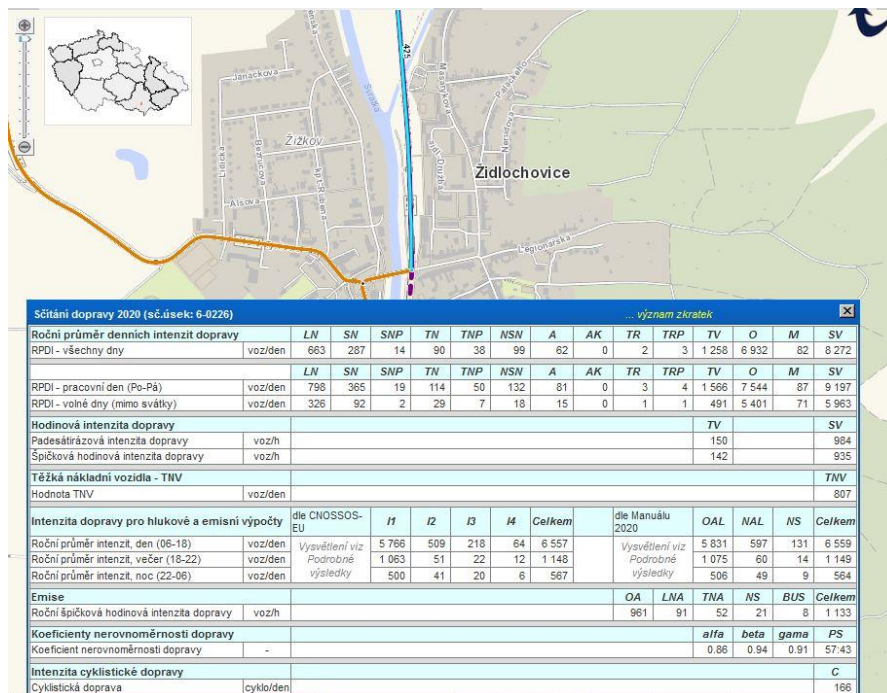 425
Svratka
Janáčkova
Masarykova
Palackého
Nerudova
Žižkov
Lidická
Bezručova
kpt. Rubena
nábř. Družba
Židlochovice
Alšova
Legionářská
Sčítání dopravy 2020 (sč.úsek: 6-0226) ... význam zkratek
Roční průměr denních intenzit dopravy LN SN SNP TN TNP NSN A AK TR TRP TV O M SV
RPDI - všechny dny voz/den 663 287 14 90 38 99 62 0 2 3 1 258 6 932 82 8 272
LN SN SNP TN TNP NSN A AK TR TRP TV O M SV
RPDI - pracovní den (Po-Pá) voz/den 798 365 19 114 50 132 81 0 3 4 1 566 7 544 87 9 197
RPDI - volné dny (mimo svátky) voz/den 326 92 2 29 7 18 15 0 1 1 491 5 401 71 5 963
Hodinová intenzita dopravy TV SV
Padesátirázová intenzita dopravy voz/h 150 984
Špičková hodinová intenzita dopravy voz/h 142 935
Těžká nákladní vozidla - TNV TNV
Hodnota TNV voz/den 807
Intenzita dopravy pro hlukové a emisní výpočty dle CNOSSOS-EU I1 I2 I3 I4 Celkem dle Manuálu 2020 OAL NAL NS Celkem
Roční průměr intenzit, den (06-18) voz/den Vysvětlení viz Podrobné výsledky 5 766 509 218 64 6 557 Vysvětlení viz Podrobné výsledky 5 831 597 131 6 559
Roční průměr intenzit, večer (18-22) voz/den 1 063 51 22 12 1 148 1 075 60 14 1 149
Roční průměr intenzit, noc (22-06) voz/den 500 41 20 6 567 506 49 9 564
Emise OA LNA TNA NS BUS Celkem
Roční špičková hodinová intenzita dopravy voz/h 961 91 52 21 8 1 133
Koeficienty nerovnoměrnosti dopravy alfa beta gama PS
Koeficient nerovnoměrnosti dopravy - 0.86 0.94 0.91 57:43
Intenzita cyklistické dopravy C
Cyklistická doprava cyklo/den 166